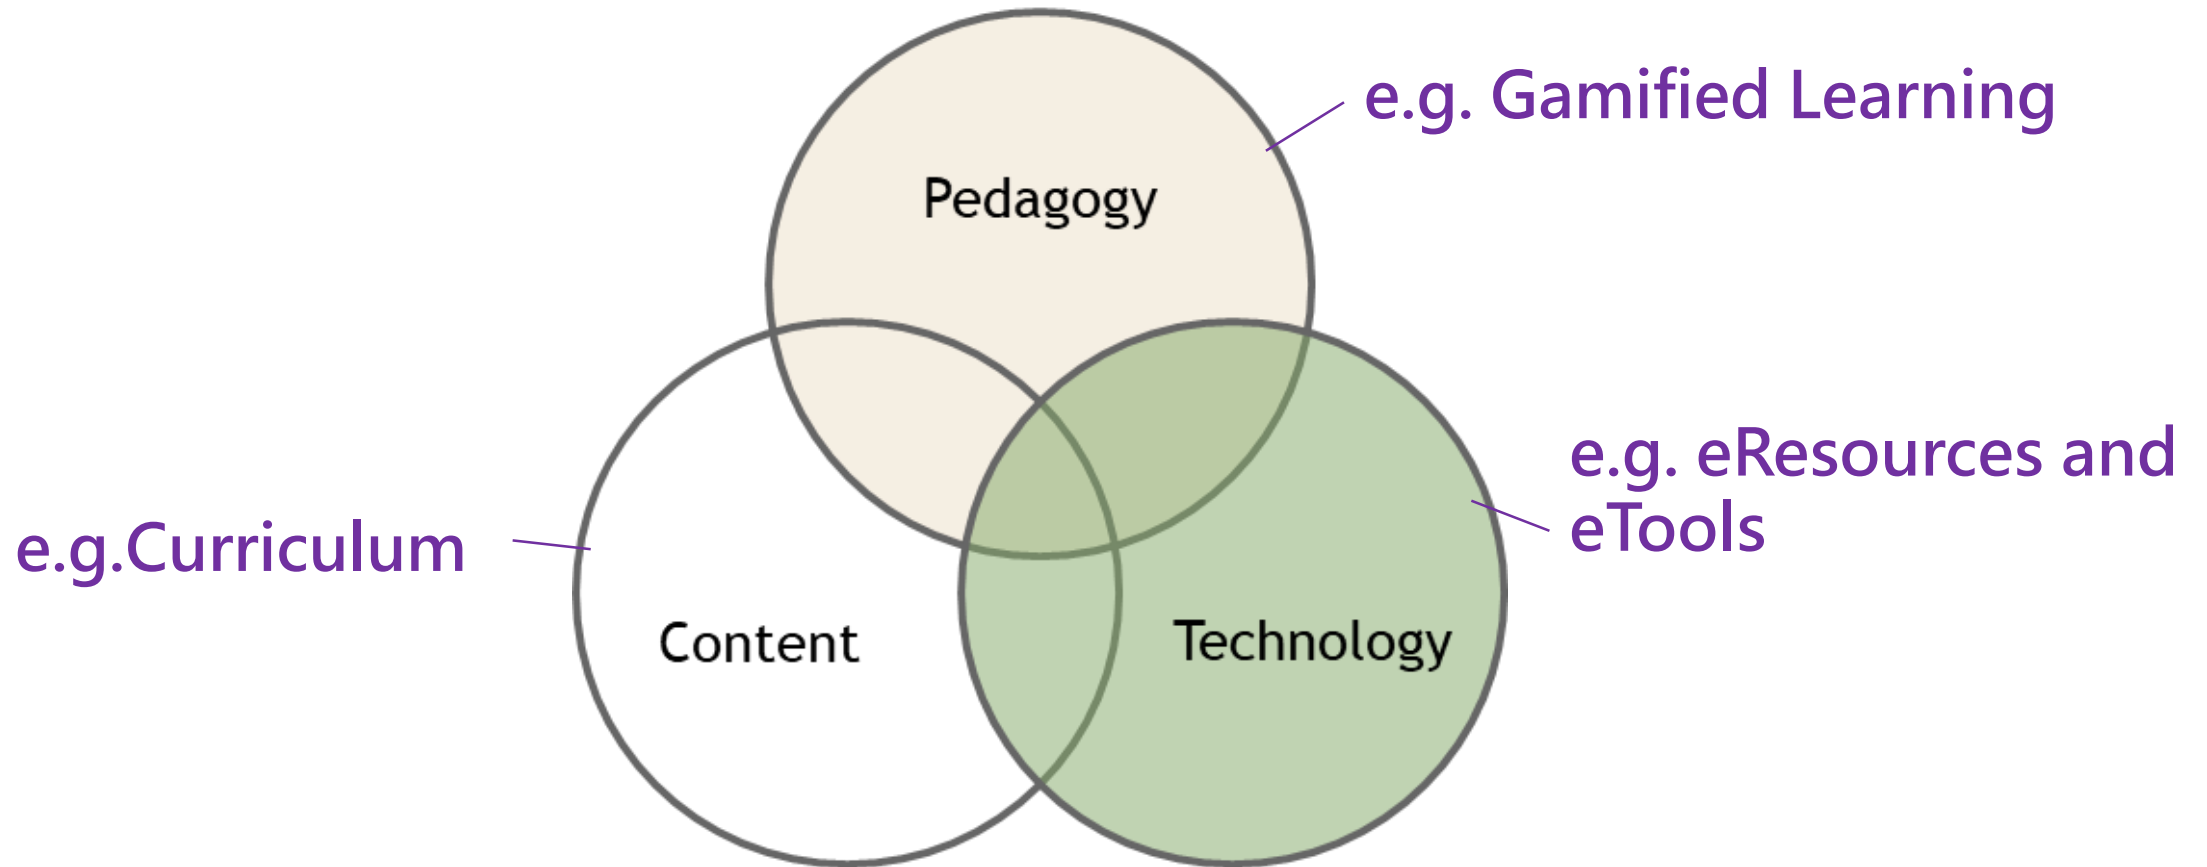 e.g. Gamified Learning
Pedagogy
e.g. eResources and
eTools
e.g.Curriculum
Content
Technology